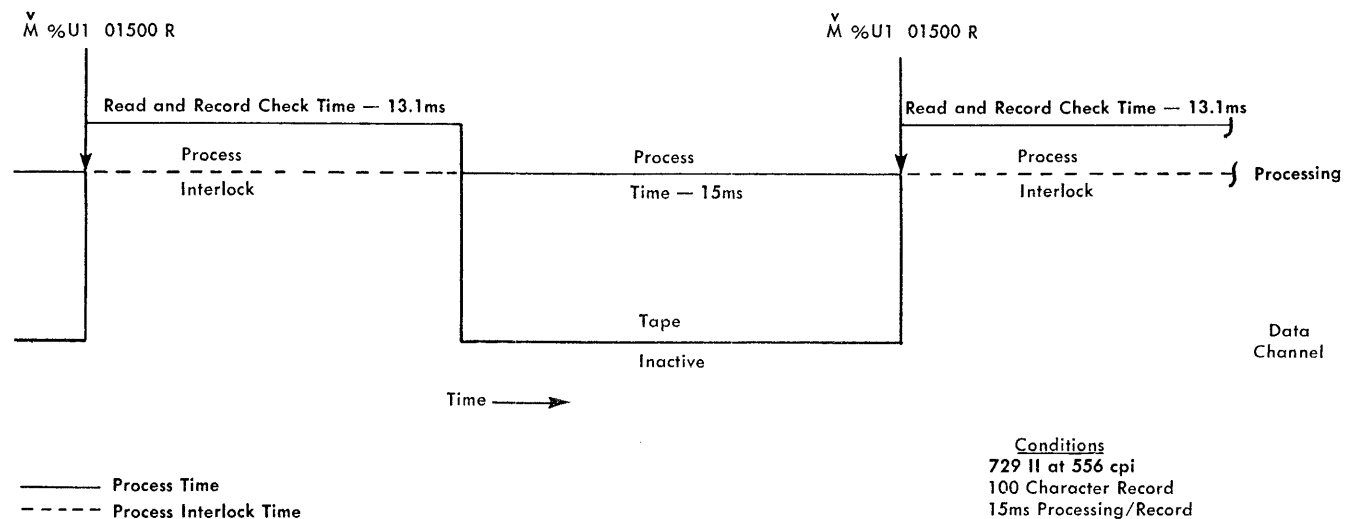 v v
M %U1 01500 R M %U1 01500 R
Read and Record Check Time — 13.1ms Read and Record Check Time — 13.1ms
Process Process Process
Interlock Time — 15ms Interlock Processing
Tape
Inactive
Data
Channel
Time
Conditions
729 II at 556 cpi
100 Character Record
15ms Processing/Record
Process Time
Process Interlock Time